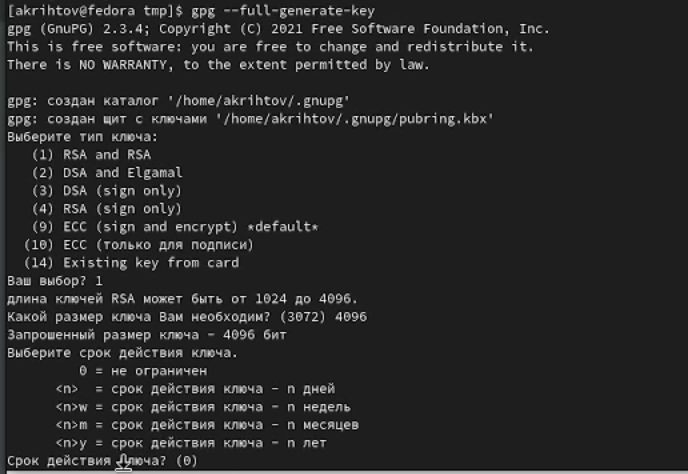 [akrihtov@fedora tmp]$ gpg --full-generate-key
gpg (GnuPG) 2.3.4; Copyright (C) 2021 Free Software Foundation, Inc.
This is free software: you are free to change and redistribute it.
There is NO WARRANTY, to the extent permitted by law.

gpg: создан каталог '/home/akrihtov/.gnupg'
gpg: создан щит с ключами '/home/akrihtov/.gnupg/pubring.kbx'
Выберите тип ключа:
   (1) RSA and RSA
   (2) DSA and Elgamal
   (3) DSA (sign only)
   (4) RSA (sign only)
   (9) ECC (sign and encrypt) *default*
  (10) ECC (только для подписи)
  (14) Existing key from card
Ваш выбор? 1
длина ключей RSA может быть от 1024 до 4096.
Какой размер ключа Вам необходим? (3072) 4096
Запрошенный размер ключа - 4096 бит
Выберите срок действия ключа.
         0 = не ограничен
      <n>  = срок действия ключа - n дней
      <n>w = срок действия ключа - n недель
      <n>m = срок действия ключа - n месяцев
      <n>y = срок действия ключа - n лет
Срок действия ключа? (0)